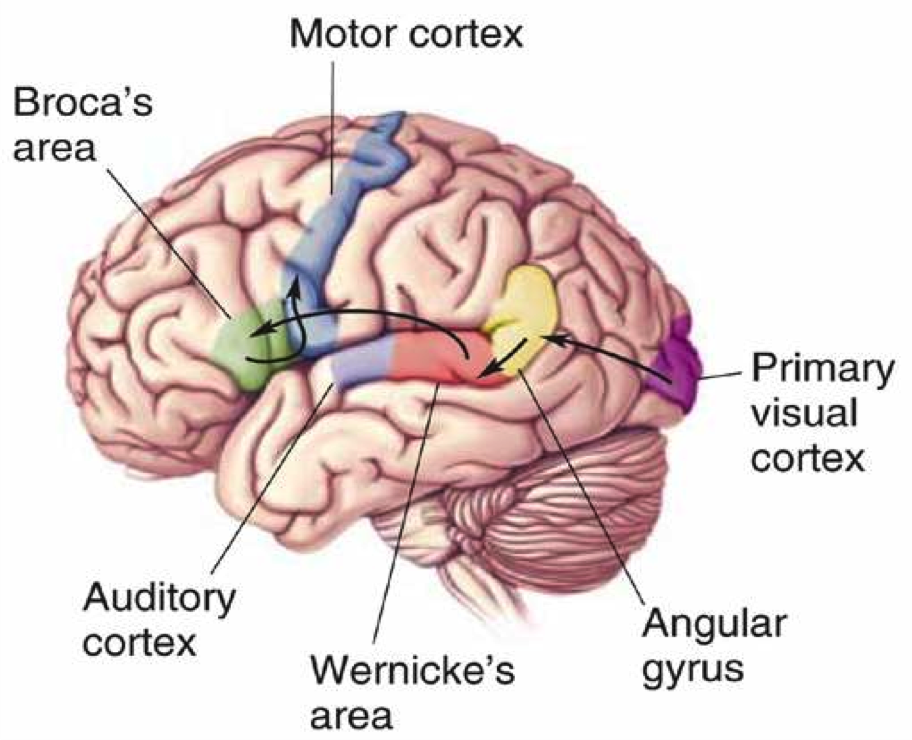 Motor cortex
Broca's
area
Primary
visual
cortex
Auditory
cortex
Wernicke's
area
Angular
gyrus